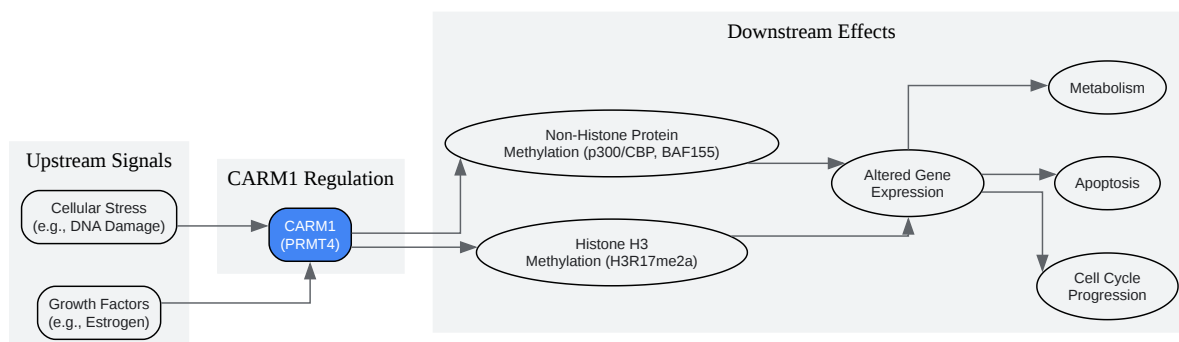 Upstream Signals
Cellular Stress
(e.g., DNA Damage)
Growth Factors
(e.g., Estrogen)
CARM1 Regulation
CARM1
(PRMT4)
Downstream Effects
Non-Histone Protein
Methylation (p300/CBP, BAF155)
Histone H3
Methylation (H3R17me2a)
Altered Gene
Expression
Metabolism
Apoptosis
Cell Cycle
Progression